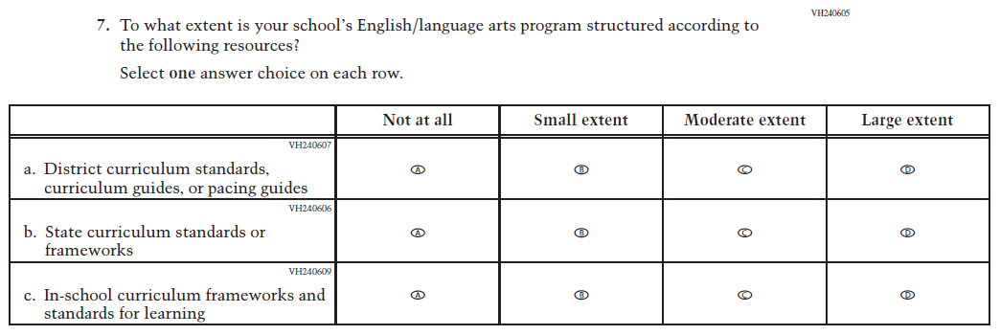 VH240605
7. To what extent is your school's English/language arts program structured according to
the following resources?
Select one answer choice on each row.
Not at all Small extent Moderate extent Large extent
VH240607
a. District curriculum standards,
curriculum guides, or pacing guides
A B C D
VH240606
b. State curriculum standards or
frameworks
A B C D
VH240609
c. In-school curriculum frameworks and
standards for learning
A B C D